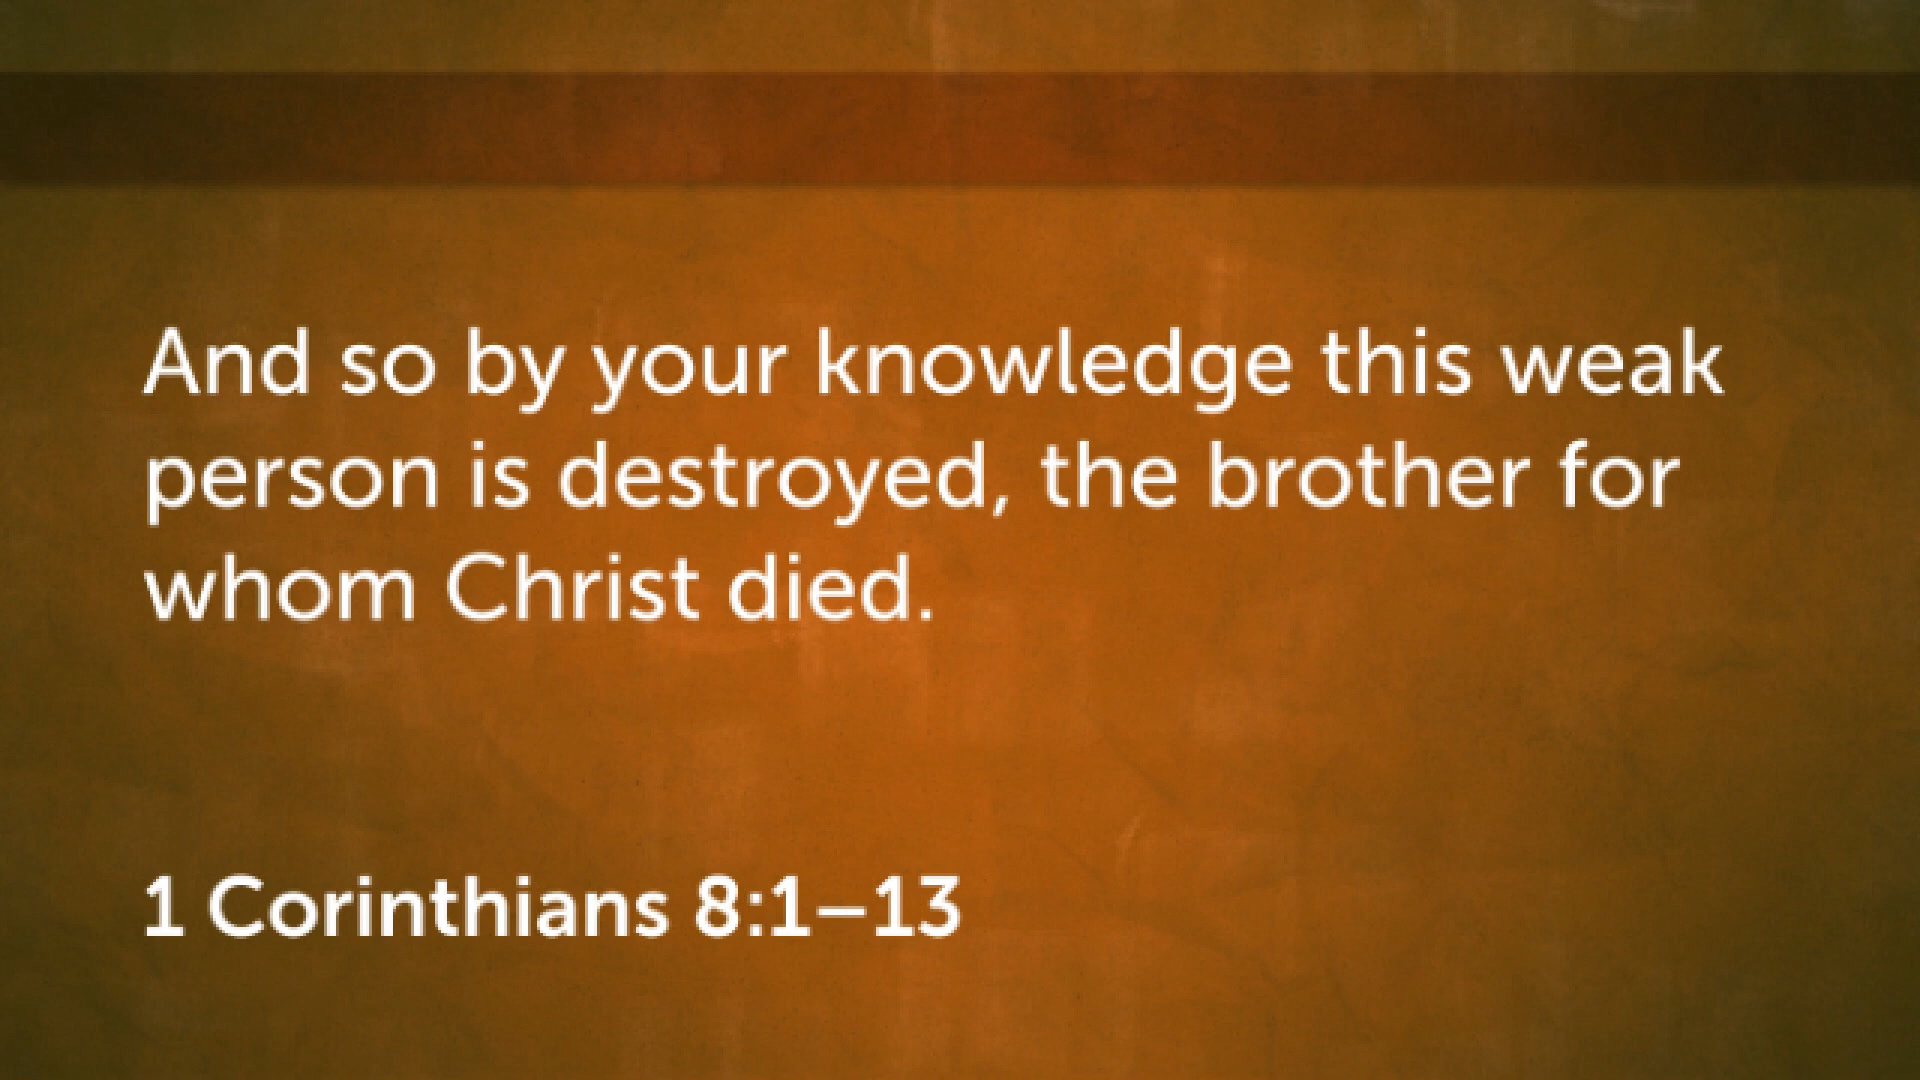 And so by your knowledge this weak
person is destroyed, the brother for
whom Christ died.
1 Corinthians 8:1–13